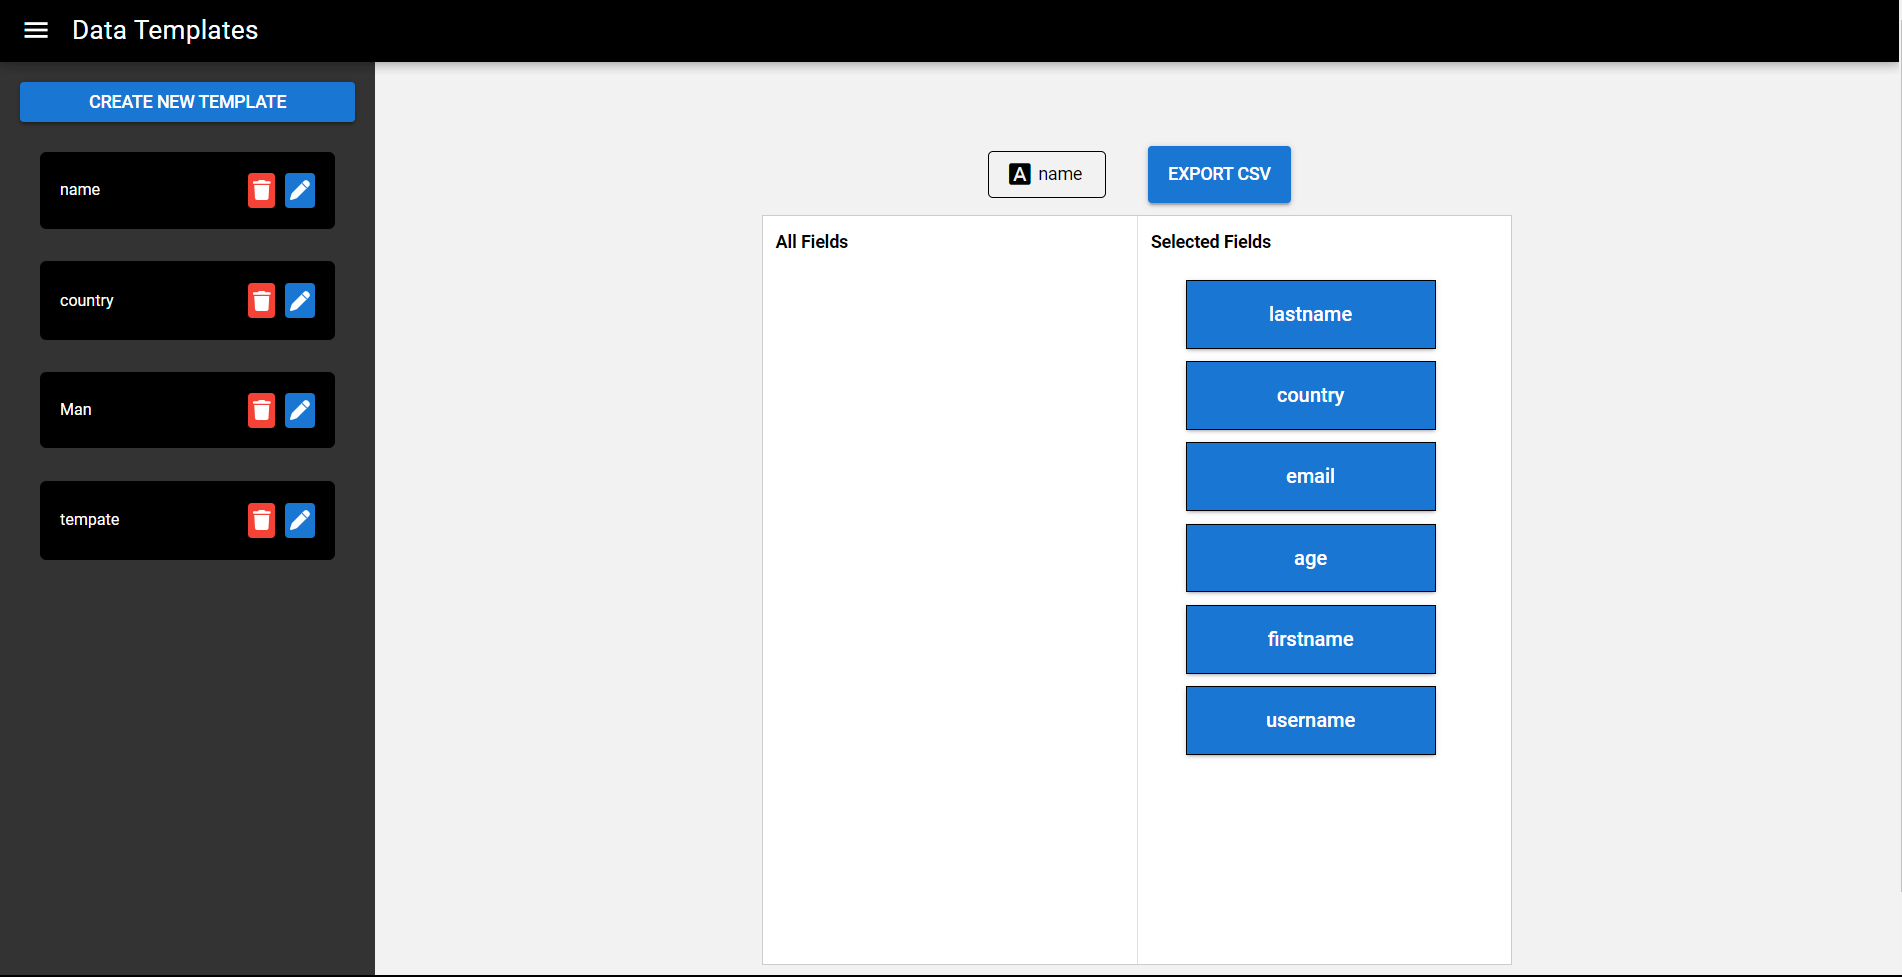 Data Templates
CREATE NEW TEMPLATE
name
country
Man
tempate
A name
EXPORT CSV
All Fields
Selected Fields
lastname
country
email
age
firstname
username